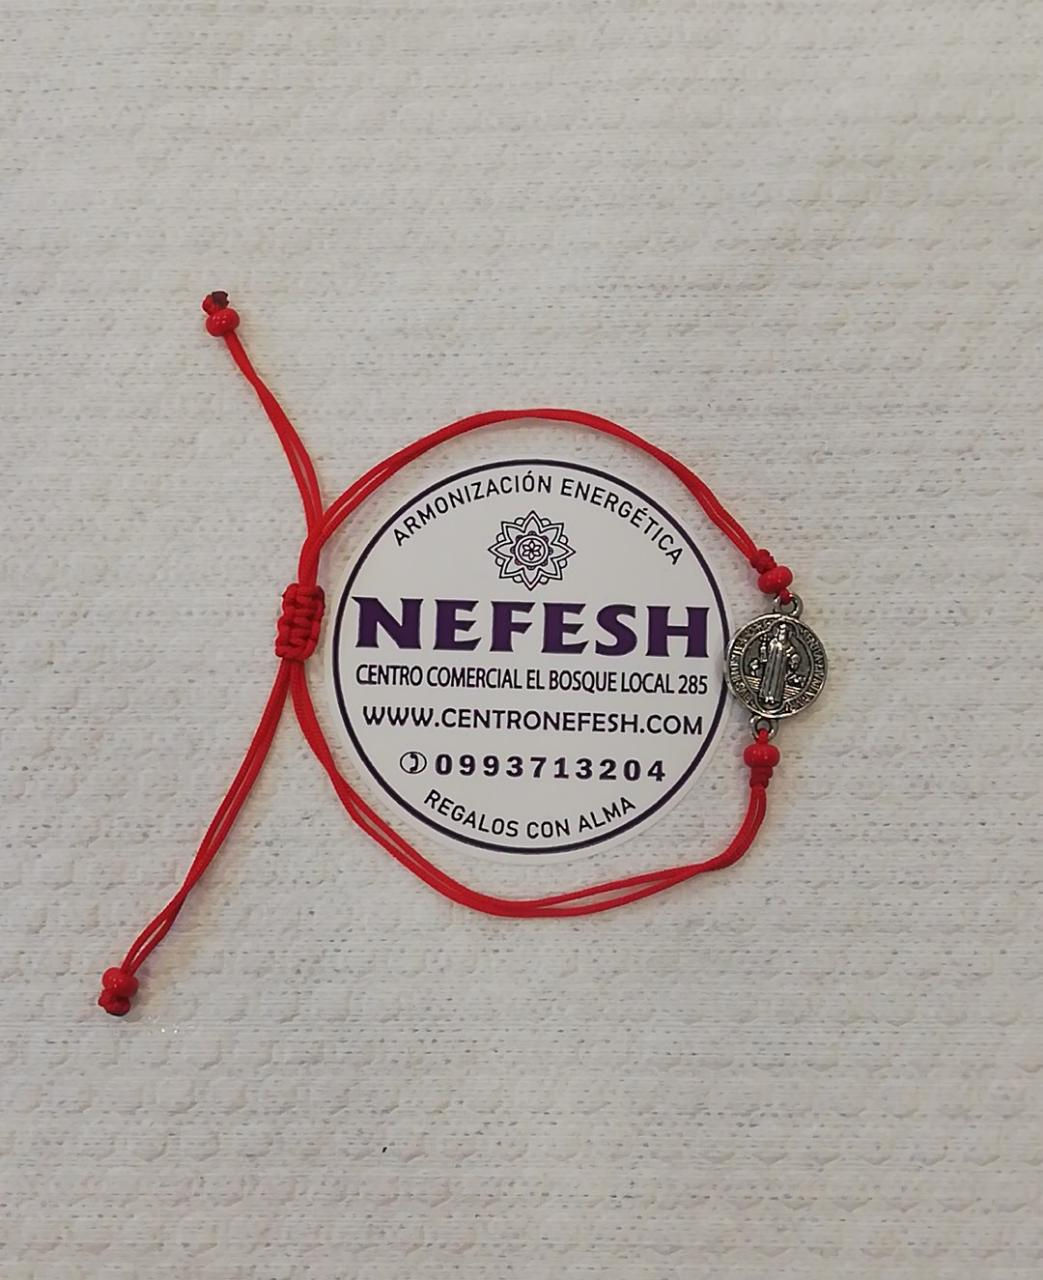 ARMONIZACIÓN ENERGÉTICA
NEFESH
CENTRO COMERCIAL EL BOSQUE LOCAL 285
WWW.CENTRONEFESH.COM
0993713204
REGALOS CON ALMA